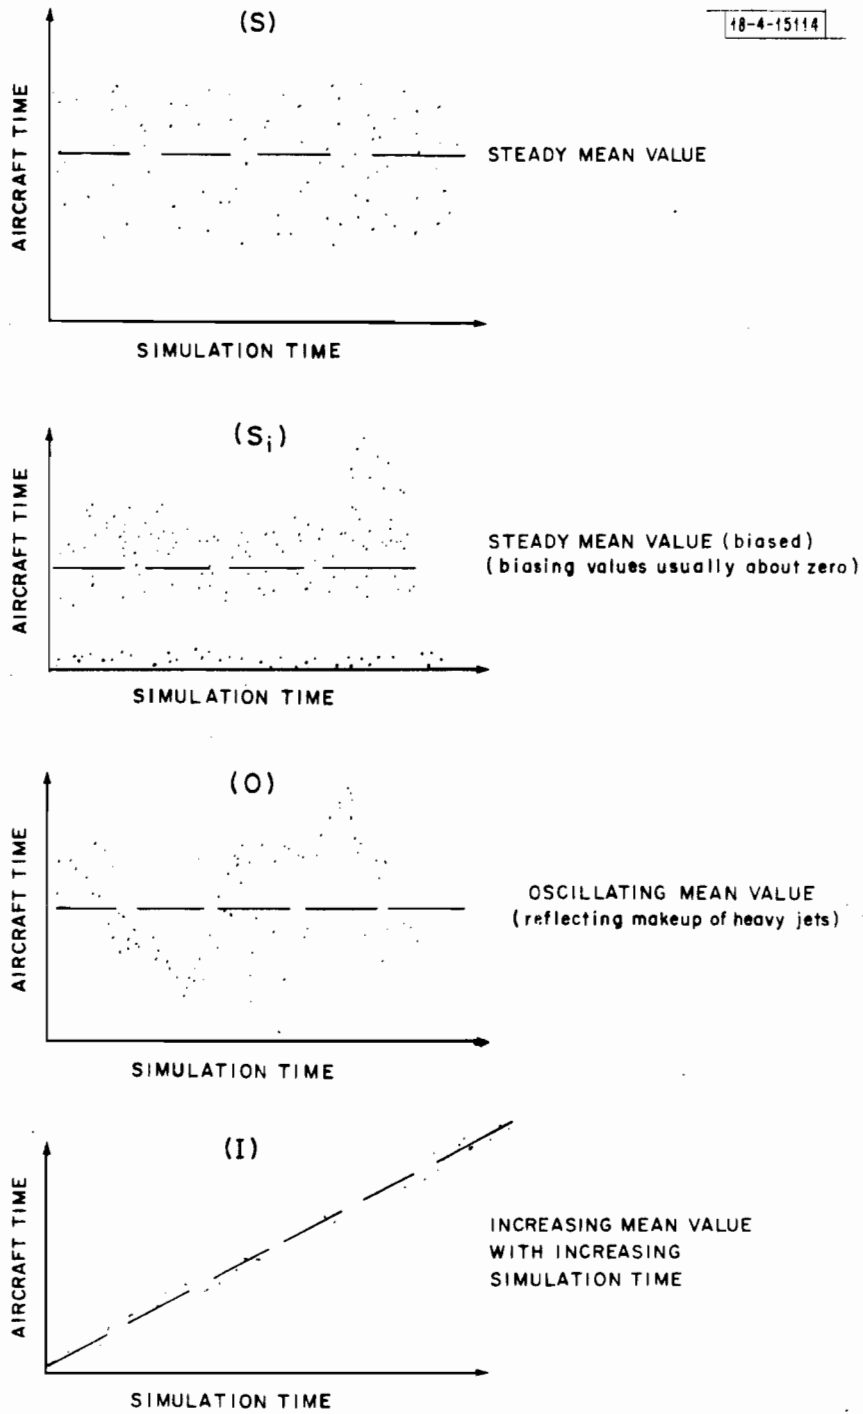 (S)
18-4-15114
AIRCRAFT TIME
STEADY MEAN VALUE
SIMULATION TIME
(Si)
AIRCRAFT TIME
STEADY MEAN VALUE (biased)
(biasing values usually about zero)
SIMULATION TIME
(O)
AIRCRAFT TIME
OSCILLATING MEAN VALUE
(reflecting makeup of heavy jets)
SIMULATION TIME
(I)
AIRCRAFT TIME
INCREASING MEAN VALUE
WITH INCREASING
SIMULATION TIME
SIMULATION TIME